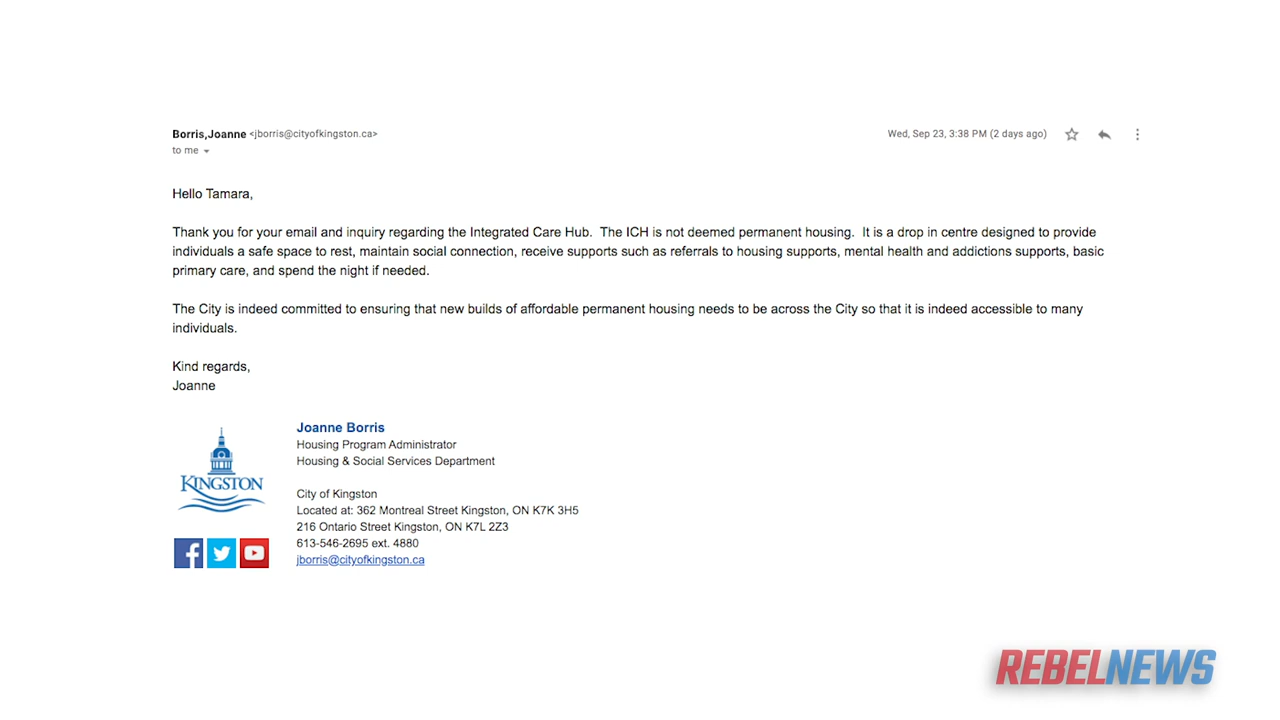 Borris,Joanne <jborris@cityofkingston.ca>
Wed, Sep 23, 3:38 PM (2 days ago)
to me
Hello Tamara,
Thank you for your email and inquiry regarding the Integrated Care Hub. The ICH is not deemed permanent housing. It is a drop in centre designed to provide
individuals a safe space to rest, maintain social connection, receive supports such as referrals to housing supports, mental health and addictions supports, basic
primary care, and spend the night if needed.
The City is indeed committed to ensuring that new builds of affordable permanent housing needs to be across the City so that it is indeed accessible to many
individuals.
Kind regards,
Joanne
KINGSTON
Joanne Borris
Housing Program Administrator
Housing & Social Services Department
City of Kingston
Located at: 362 Montreal Street Kingston, ON K7K 3H5
216 Ontario Street Kingston, ON K7L 2Z3
613-546-2695 ext. 4880
jborris@cityofkingston.ca
REBELNEWS